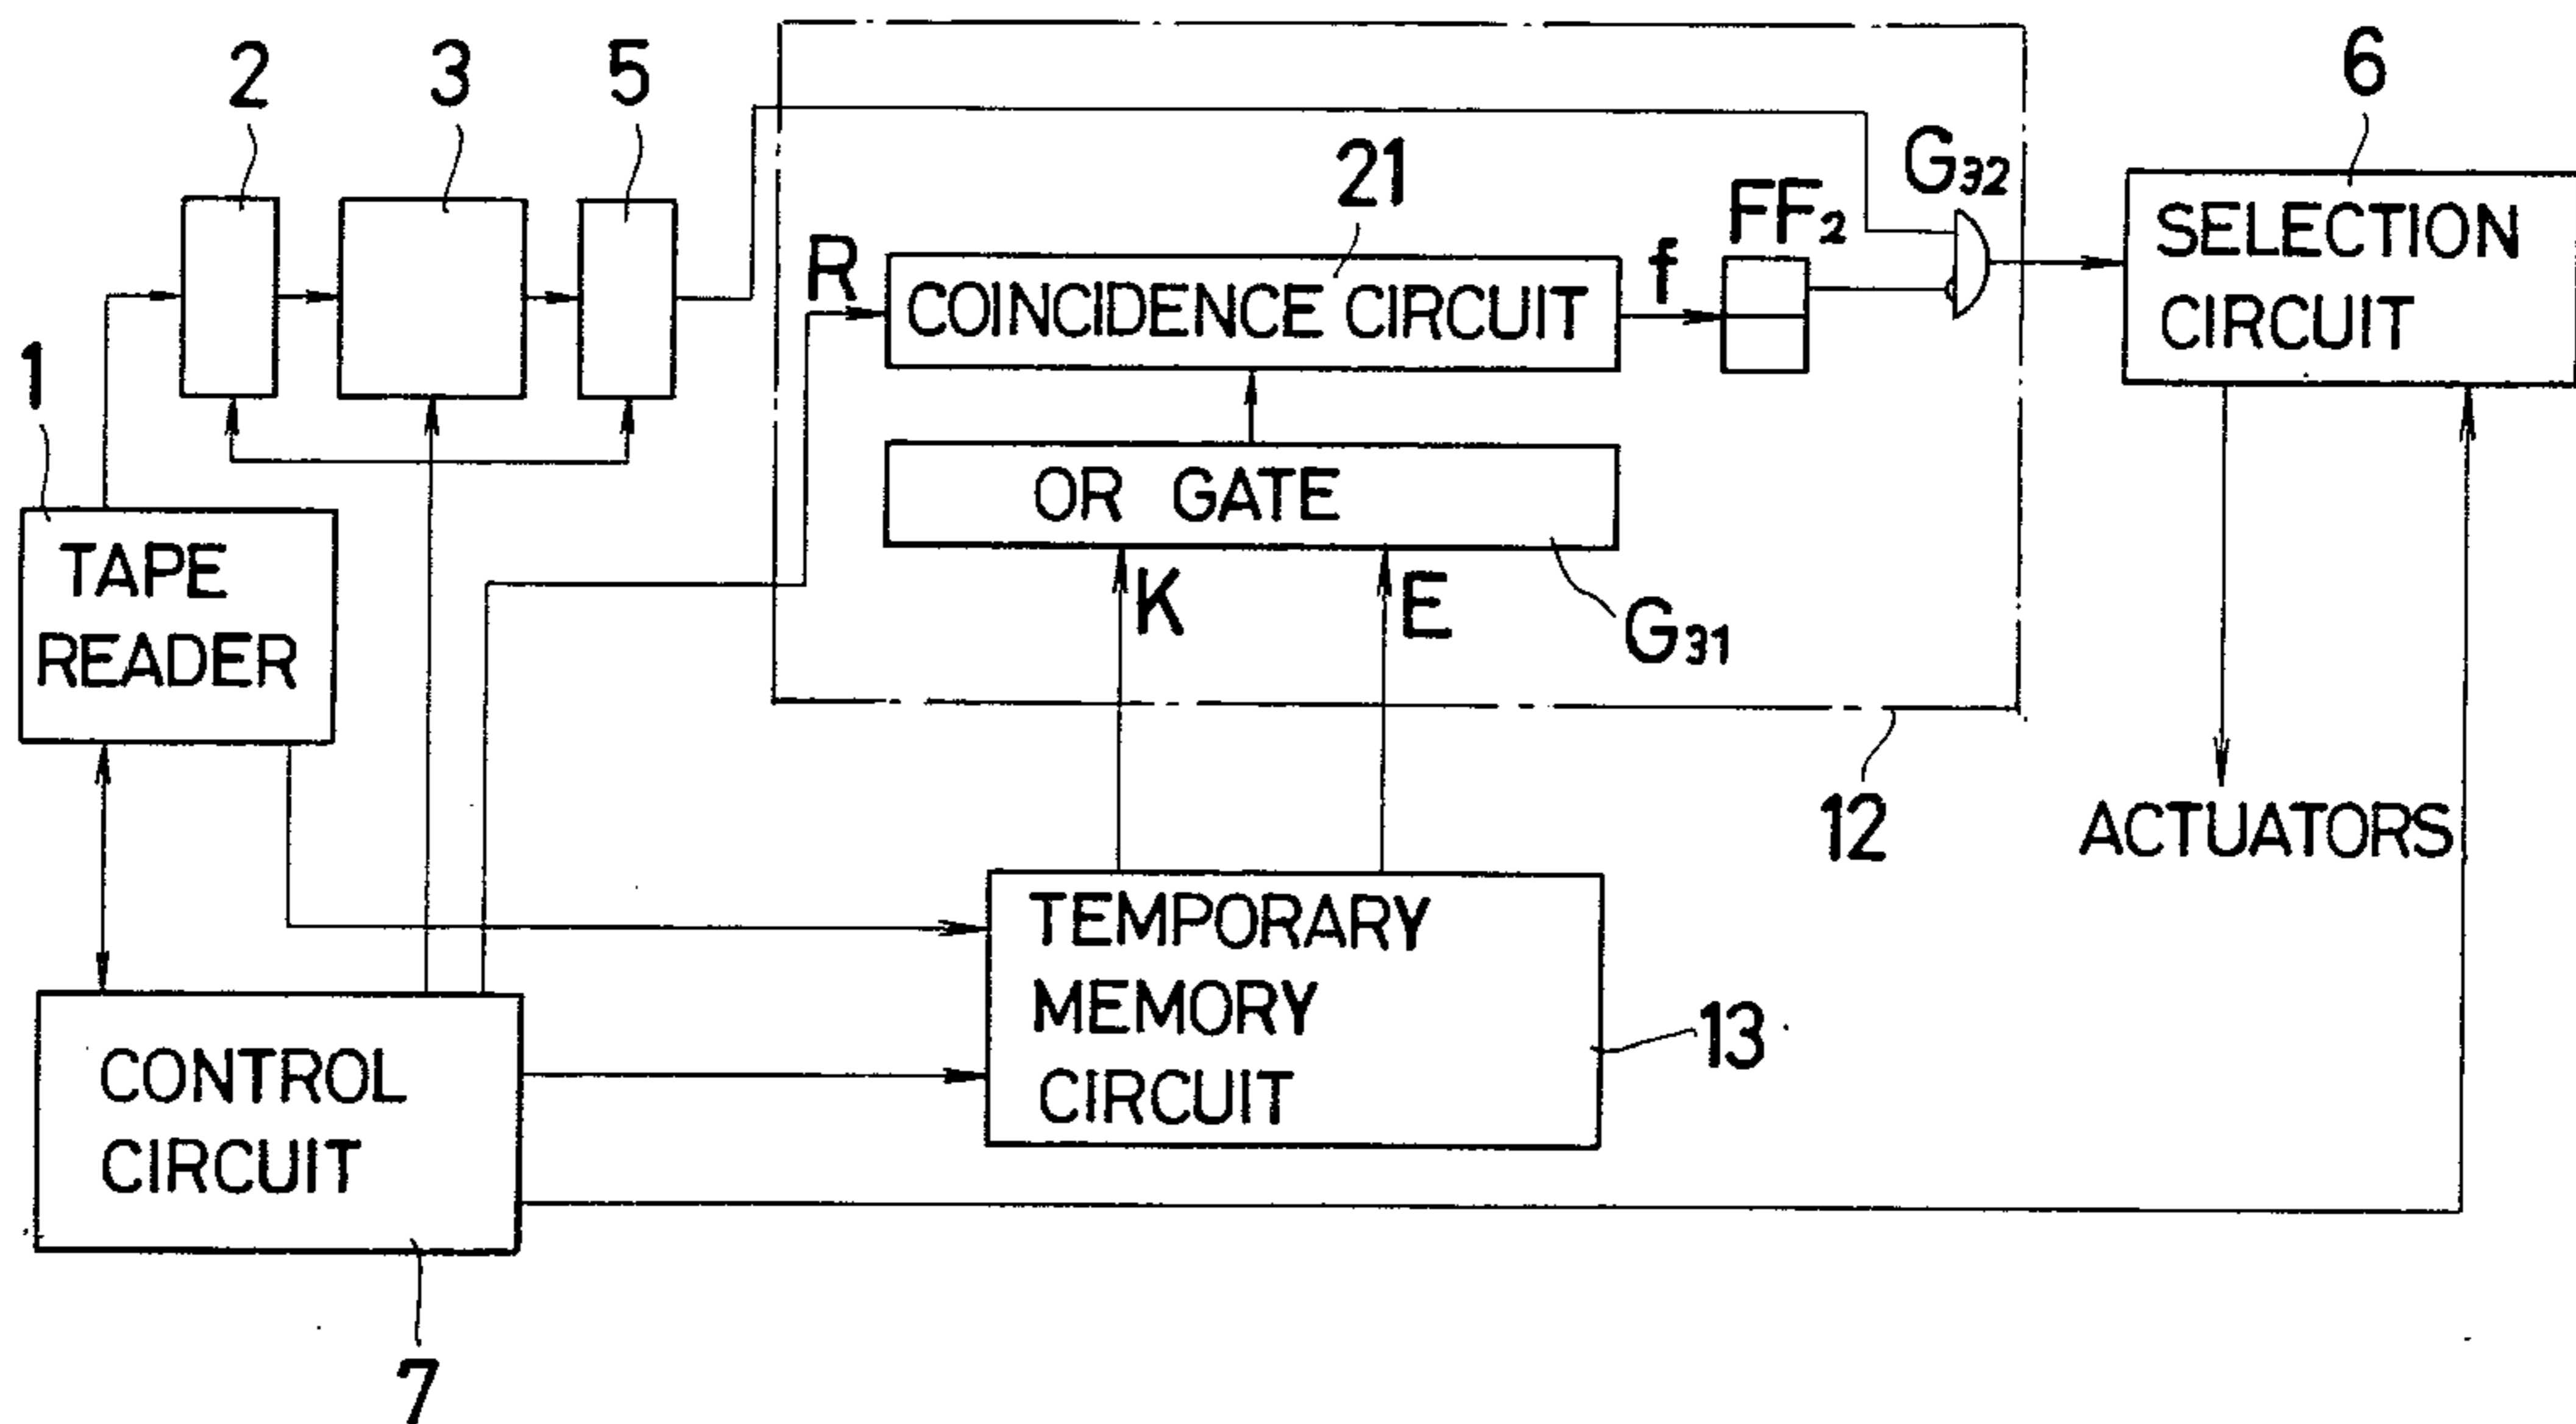 2
3
5
6
21
G32
R
f
FF2
SELECTION
CIRCUIT
COINCIDENCE CIRCUIT
1
OR GATE
TAPE
READER
K
E
G31
12
ACTUATORS
TEMPORARY
MEMORY
CIRCUIT
13
CONTROL
CIRCUIT
7